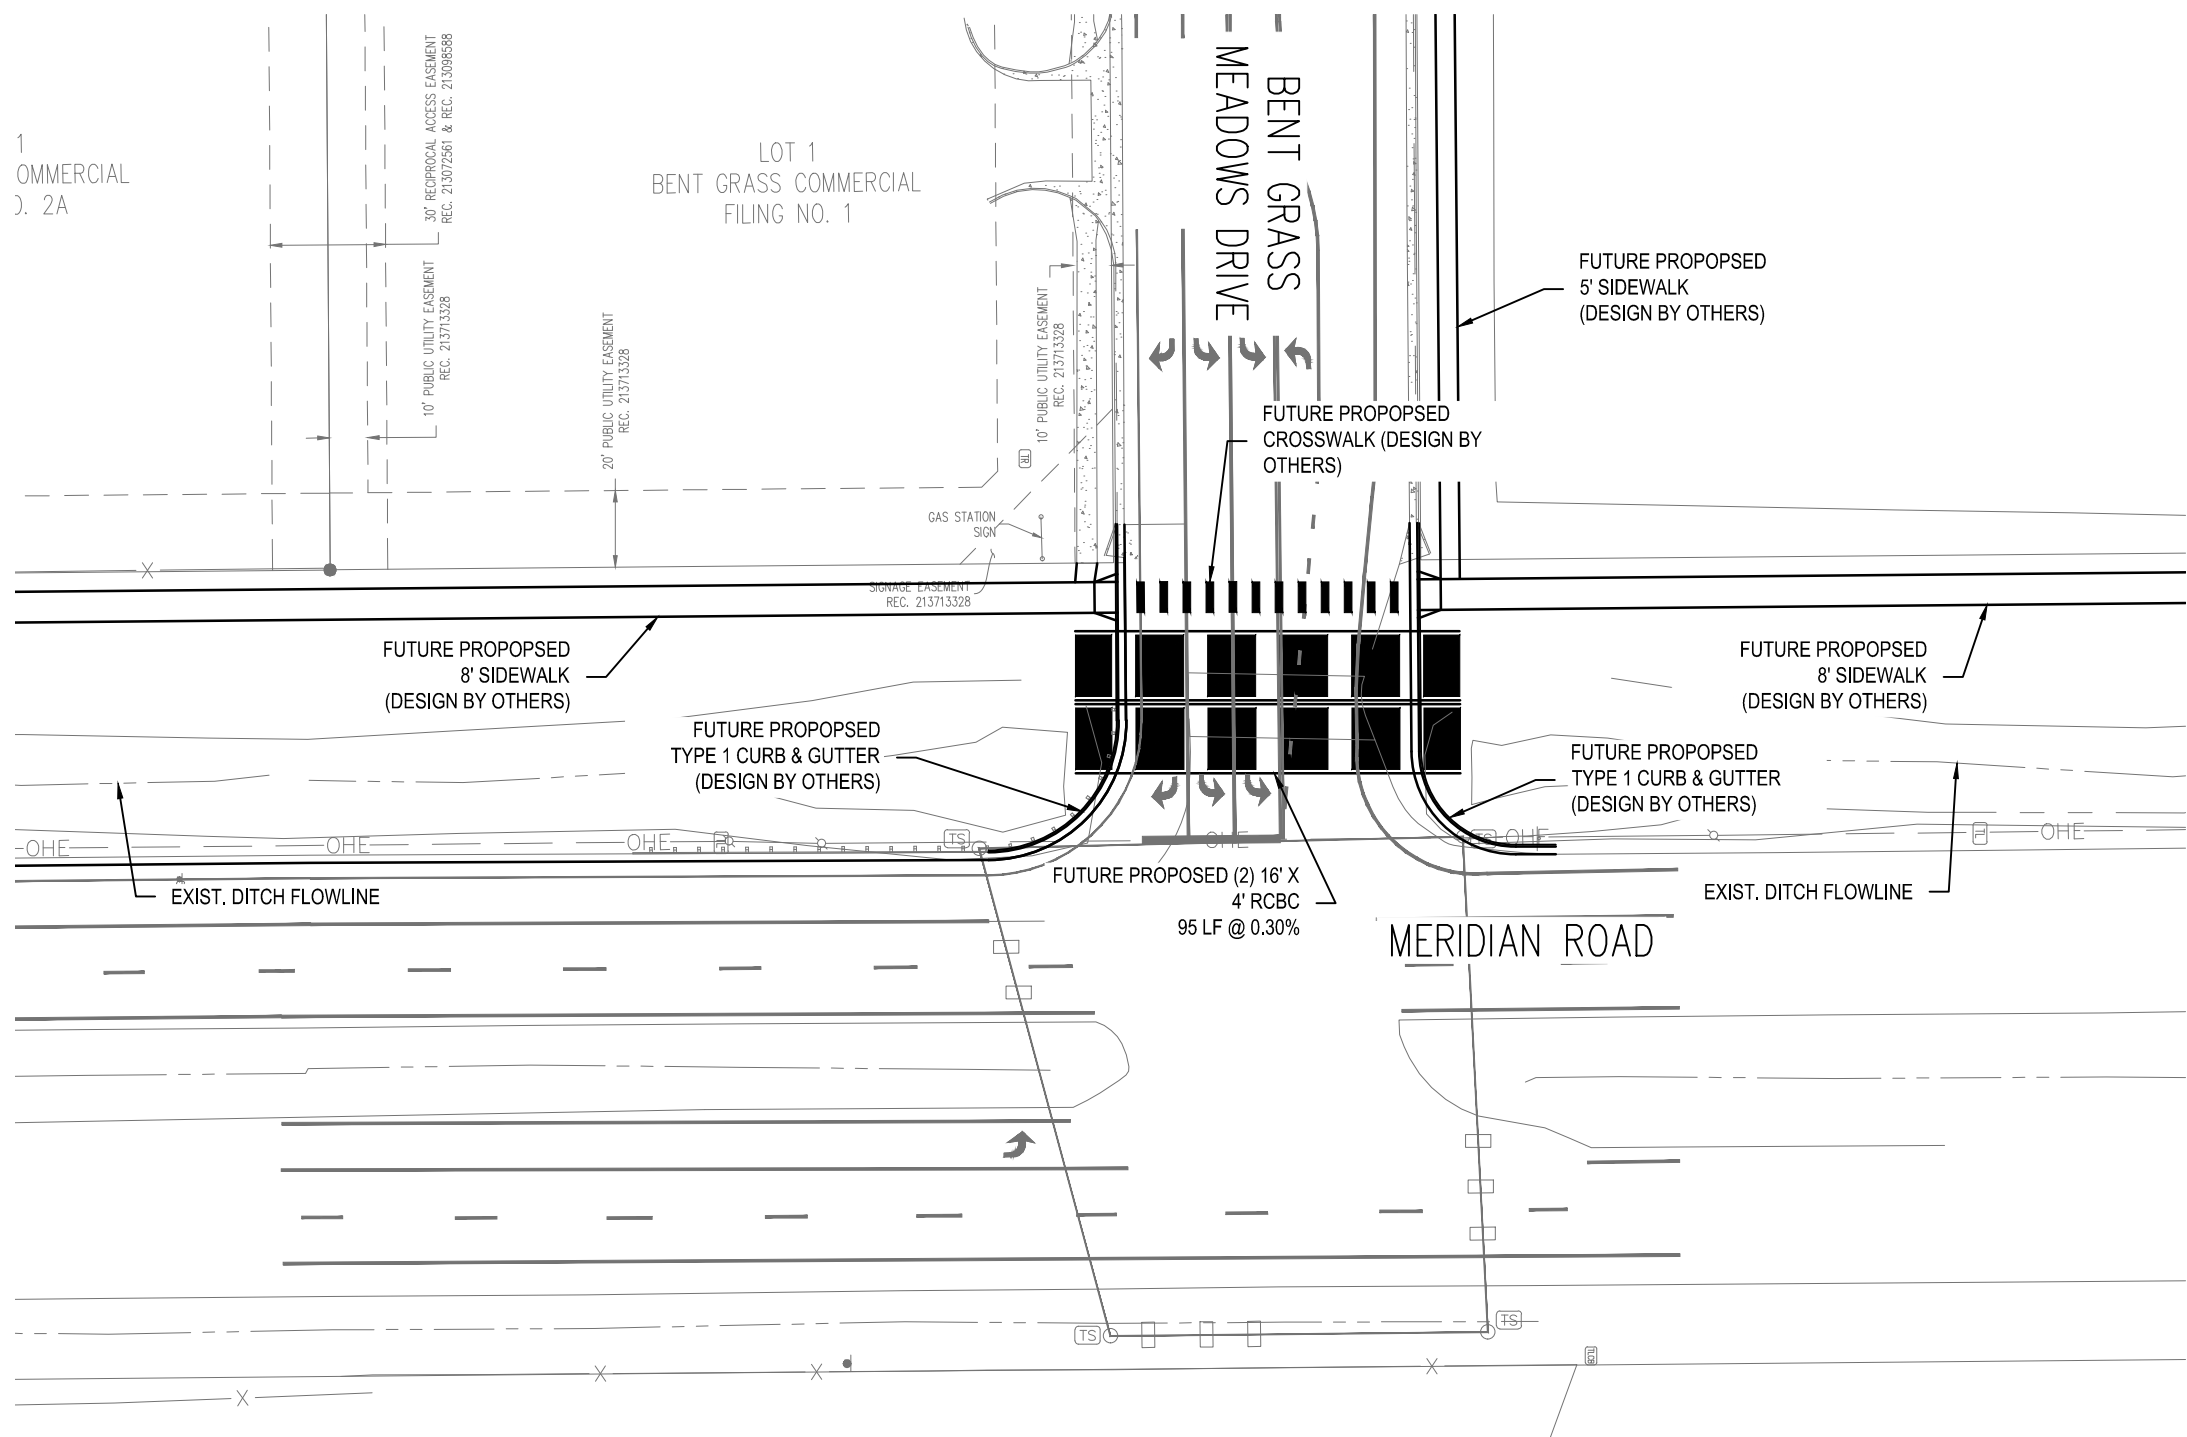 1
OMMERCIAL
O. 2A
30' RECIPROCAL ACCESS EASEMENT
REC. 213072561 & REC. 213098588
10' PUBLIC UTILITY EASEMENT
REC. 213713328
LOT 1
BENT GRASS COMMERCIAL
FILING NO. 1
20' PUBLIC UTILITY EASEMENT
REC. 213713328
10' PUBLIC UTILITY EASEMENT
REC. 213713328
BENT GRASS
MEADOWS DRIVE
FUTURE PROPOPSED
5' SIDEWALK
(DESIGN BY OTHERS)
FUTURE PROPOPSED
CROSSWALK (DESIGN BY
OTHERS)
TR
GAS STATION
SIGN
SIGNAGE EASEMENT
REC. 213713328
X
FUTURE PROPOPSED
8' SIDEWALK
(DESIGN BY OTHERS)
FUTURE PROPOPSED
8' SIDEWALK
(DESIGN BY OTHERS)
FUTURE PROPOPSED
TYPE 1 CURB & GUTTER
(DESIGN BY OTHERS)
FUTURE PROPOPSED
TYPE 1 CURB & GUTTER
(DESIGN BY OTHERS)
OHE
OHE
OHE
TL
TS
OHE
TS
OHE
TL
OHE
EXIST. DITCH FLOWLINE
FUTURE PROPOSED (2) 16' X
4' RCBC
95 LF @ 0.30%
EXIST. DITCH FLOWLINE
MERIDIAN ROAD
TS
TS
TLCB
X
X
X
X